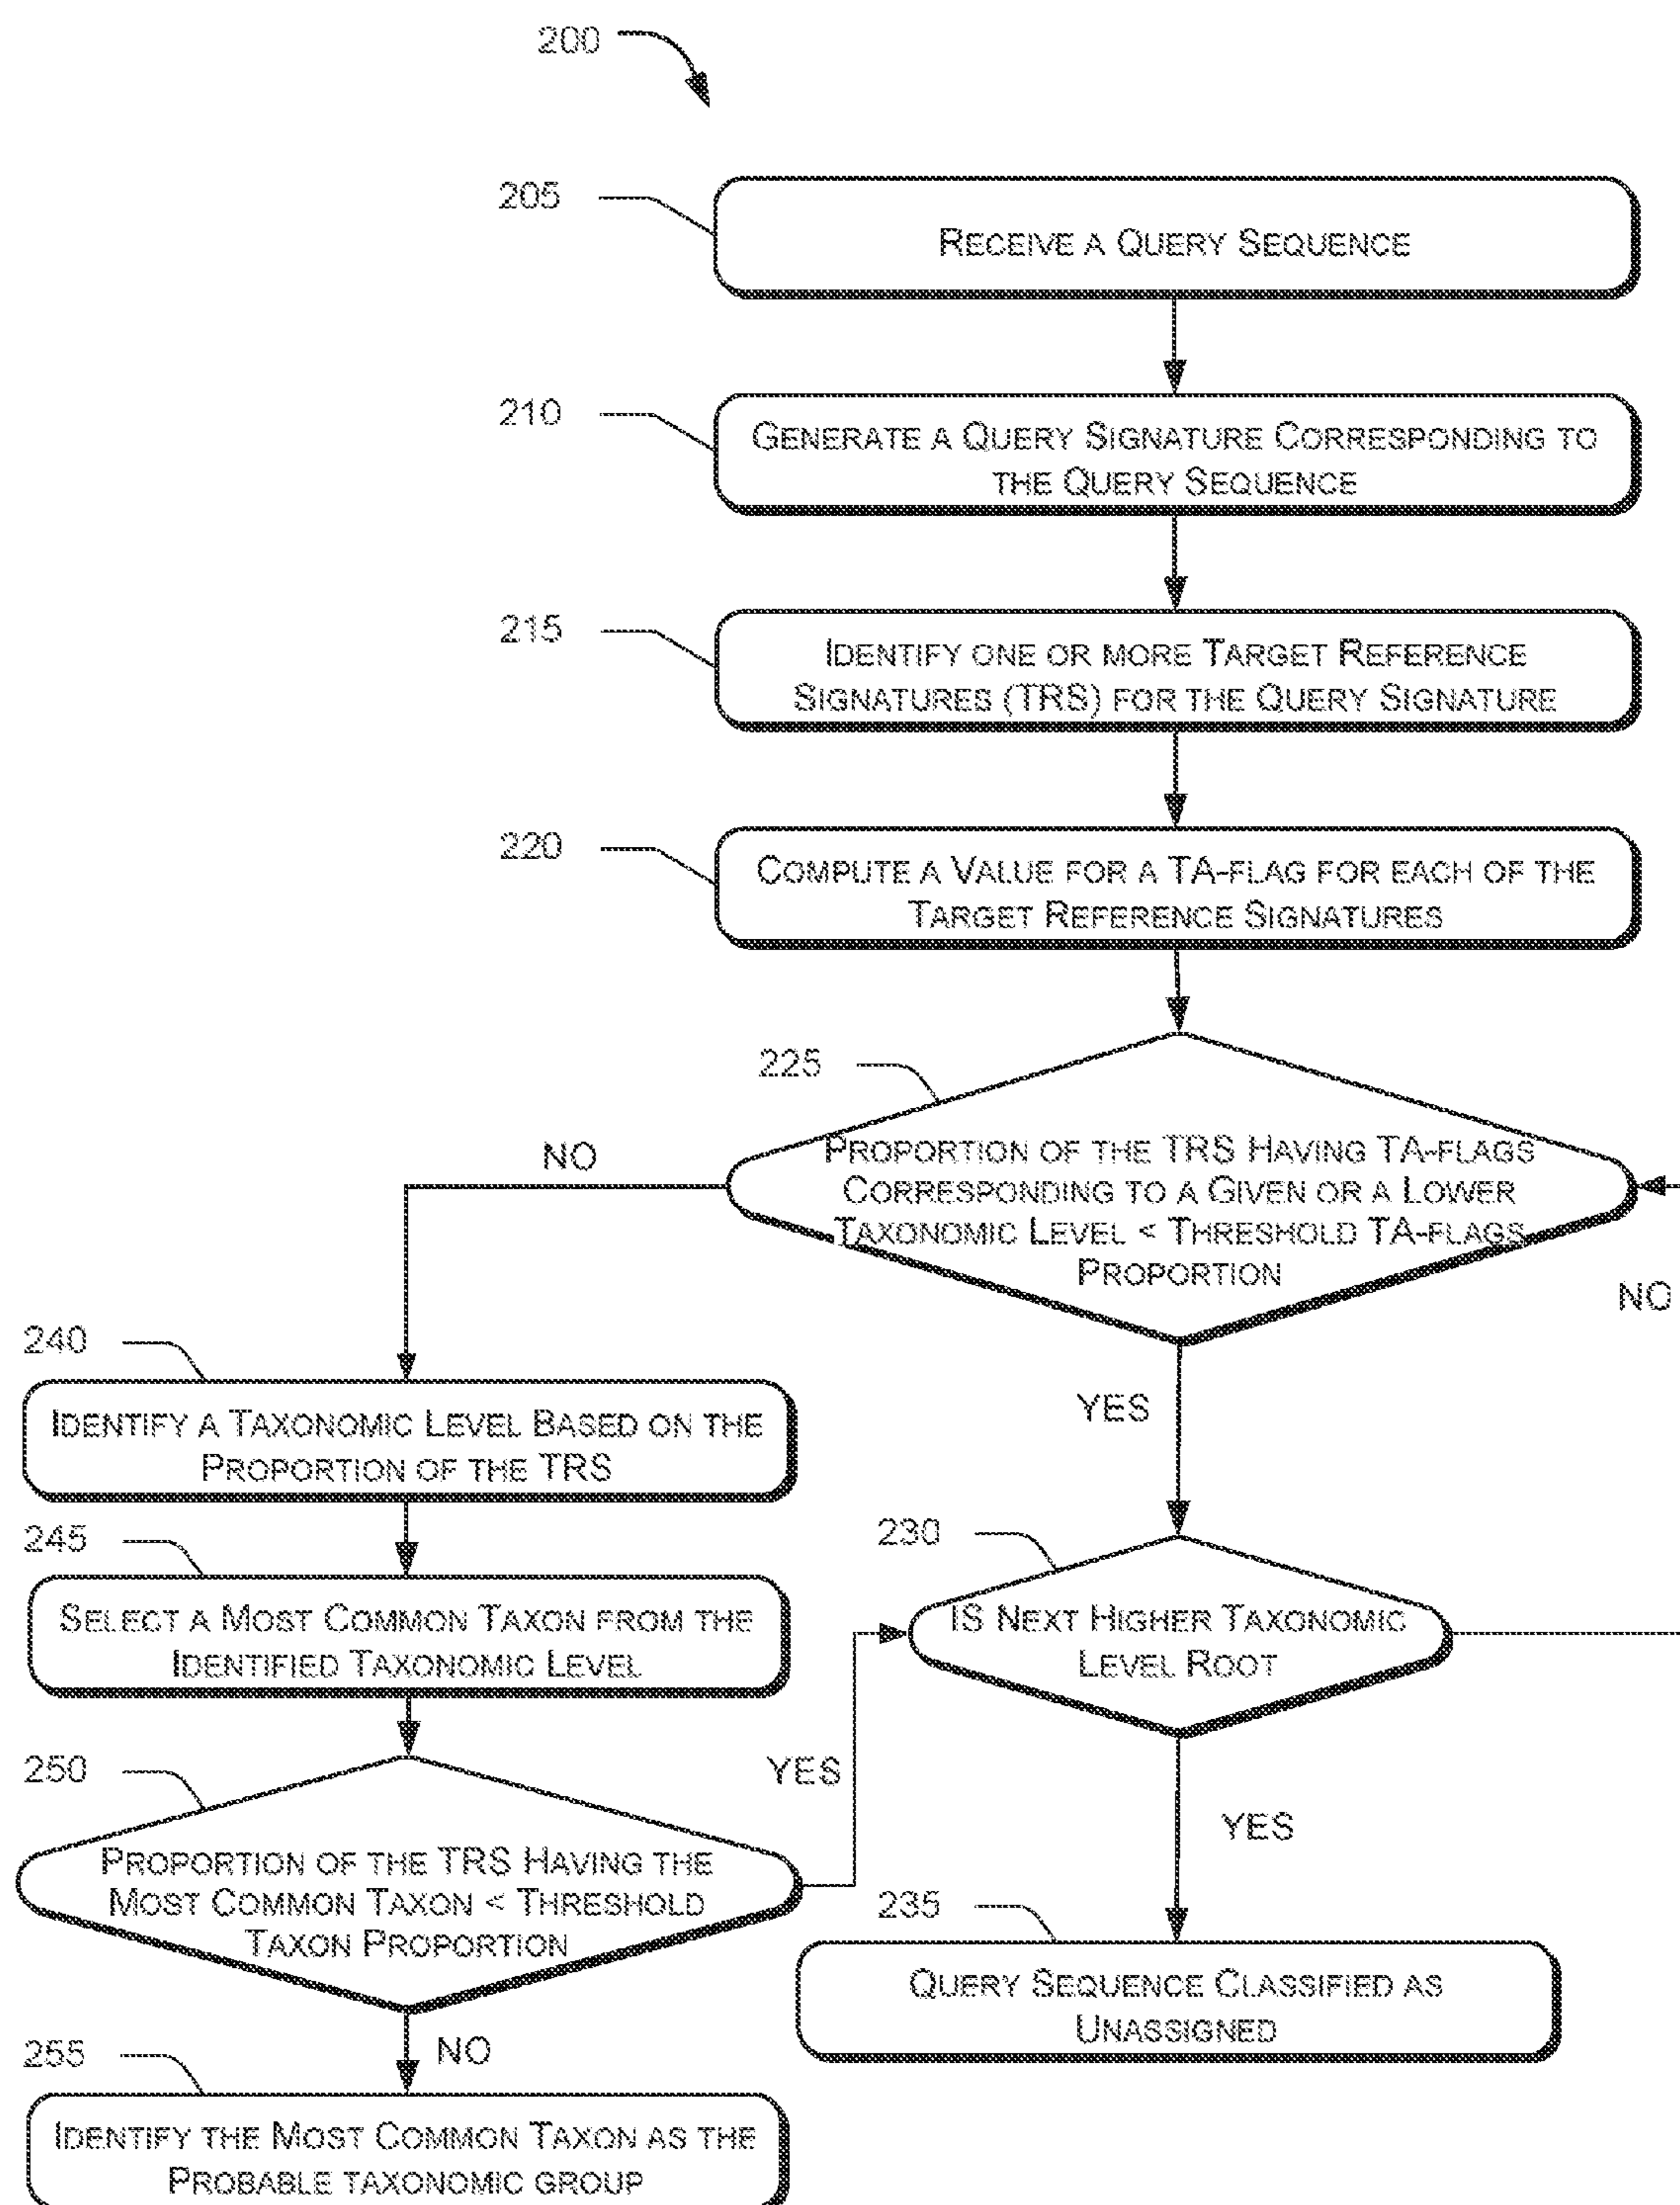 200
205
RECEIVE A QUERY SEQUENCE
210
GENERATE A QUERY SIGNATURE CORRESPONDING TO
THE QUERY SEQUENCE
215
IDENTIFY ONE OR MORE TARGET REFERENCE
SIGNATURES (TRS) FOR THE QUERY SIGNATURE
220
COMPUTE A VALUE FOR A TA-FLAG FOR EACH OF THE
TARGET REFERENCE SIGNATURES
225
PROPORTION OF THE TRS HAVING TA-FLAGS
CORRESPONDING TO A GIVEN OR A LOWER
TAXONOMIC LEVEL < THRESHOLD TA-FLAGS
PROPORTION
NO
NO
YES
240
IDENTIFY A TAXONOMIC LEVEL BASED ON THE
PROPORTION OF THE TRS
245
SELECT A MOST COMMON TAXON FROM THE
IDENTIFIED TAXONOMIC LEVEL
230
IS NEXT HIGHER TAXONOMIC
LEVEL ROOT
250
PROPORTION OF THE TRS HAVING THE
MOST COMMON TAXON < THRESHOLD
TAXON PROPORTION
YES
YES
235
QUERY SEQUENCE CLASSIFIED AS
UNASSIGNED
NO
255
IDENTIFY THE MOST COMMON TAXON AS THE
PROBABLE TAXONOMIC GROUP